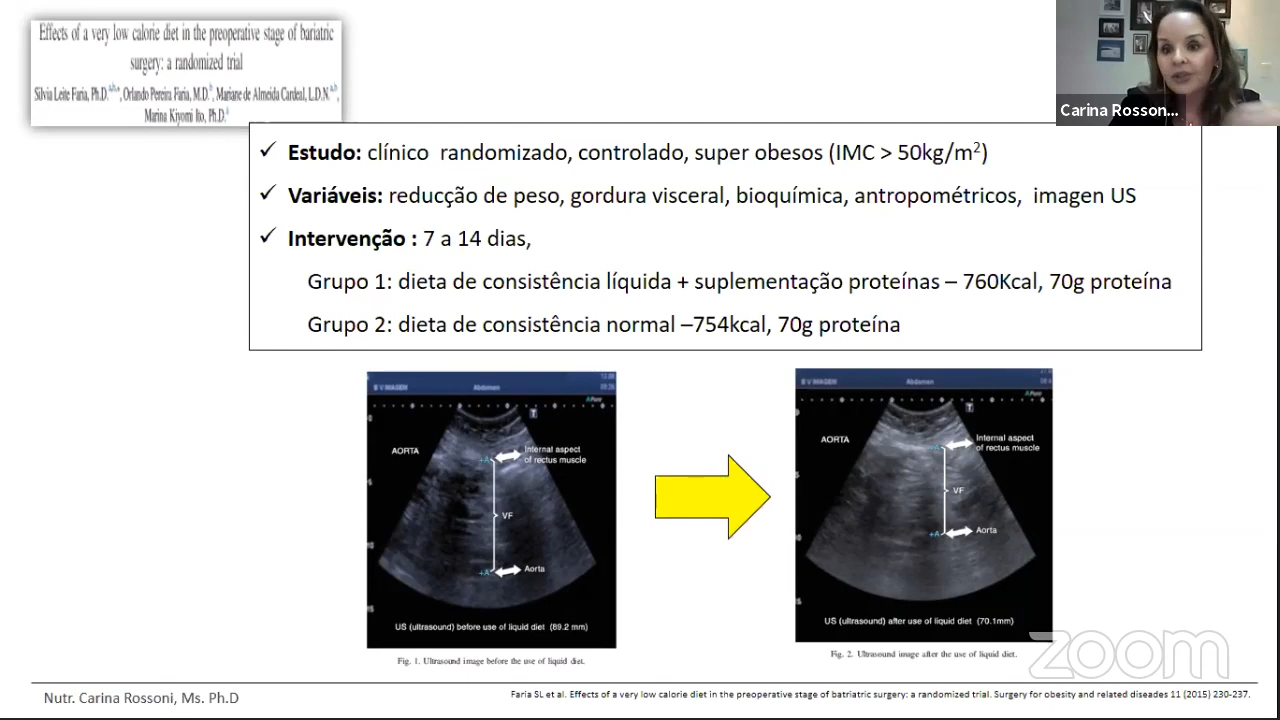 Effects of a very low calorie diet in the preoperative stage of bariatric
surgery: a randomized trial
Silvia Leite Faria, Ph.D.a,b,*, Orlando Pereira Faria, M.D.b, Mariane de Almeida Cardeal, L.D.N.a,b,
Marina Kiyomi Ito, Ph.D.a
Carina Rosson...
✓ Estudo: clínico randomizado, controlado, super obesos (IMC > 50kg/m2)
✓ Variáveis: reducção de peso, gordura visceral, bioquímica, antropométricos, imagen US
✓ Intervenção : 7 a 14 dias,
Grupo 1: dieta de consistência líquida + suplementação proteínas – 760Kcal, 70g proteína
Grupo 2: dieta de consistência normal –754kcal, 70g proteína
B V IMAGEN Abdomen
T
AORTA
+A
Internal aspect
of rectus muscle
VF
+A
Aorta
US (ultrasound) before use of liquid diet (89.2 mm)
Fig. 1. Ultrasound image before the use of liquid diet.
B V IMAGEN Abdomen
T
AORTA
Internal aspect
of rectus muscle
VF
+A
Aorta
US (ultrasound) after use of liquid diet (70.1mm)
Fig. 2. Ultrasound image after the use of liquid diet.
zoom
Nutr. Carina Rossoni, Ms. Ph.D
Faria SL et al. Effects of a very low calorie diet in the preoperative stage of batriatric surgery: a randomized trial. Surgery for obesity and related diseades 11 (2015) 230-237.